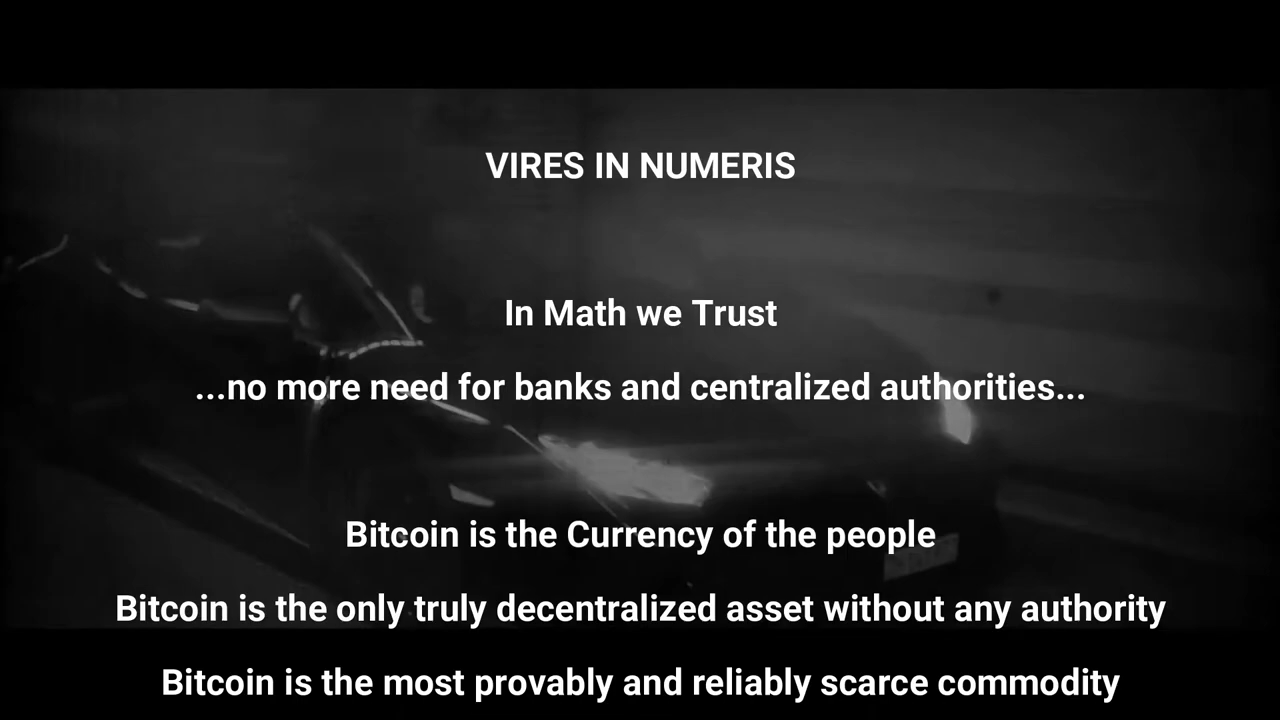 VIRES IN NUMERIS
In Math we Trust
...no more need for banks and centralized authorities...
Bitcoin is the Currency of the people
Bitcoin is the only truly decentralized asset without any authority
Bitcoin is the most provably and reliably scarce commodity